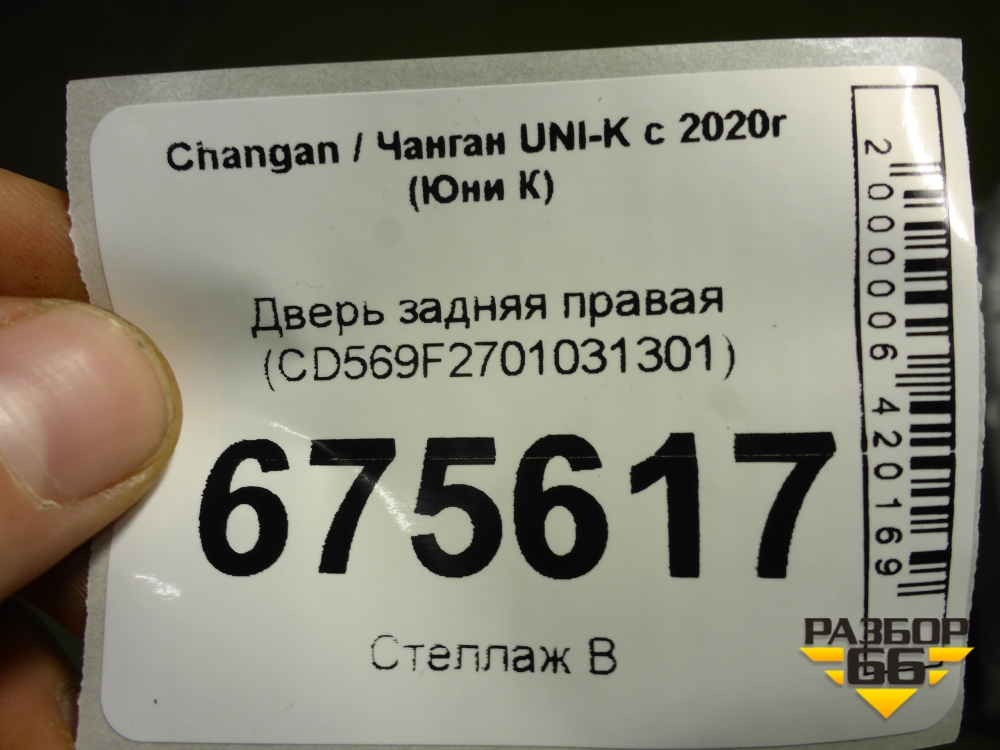 Changan / Чанган UNI-K с 2020г
(Юни К)
Дверь задняя правая
(CD569F2701031301)
675617
Стеллаж В
2000006420169
РАЗБОР
66